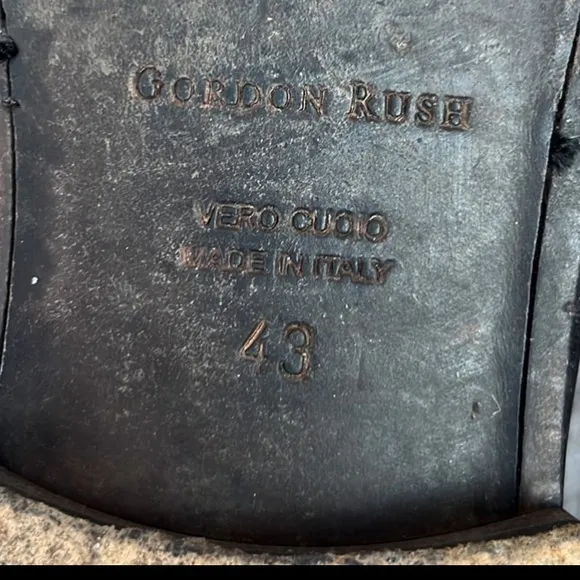 GORDON RUSH
VERO CUOIO
MADE IN ITALY
43